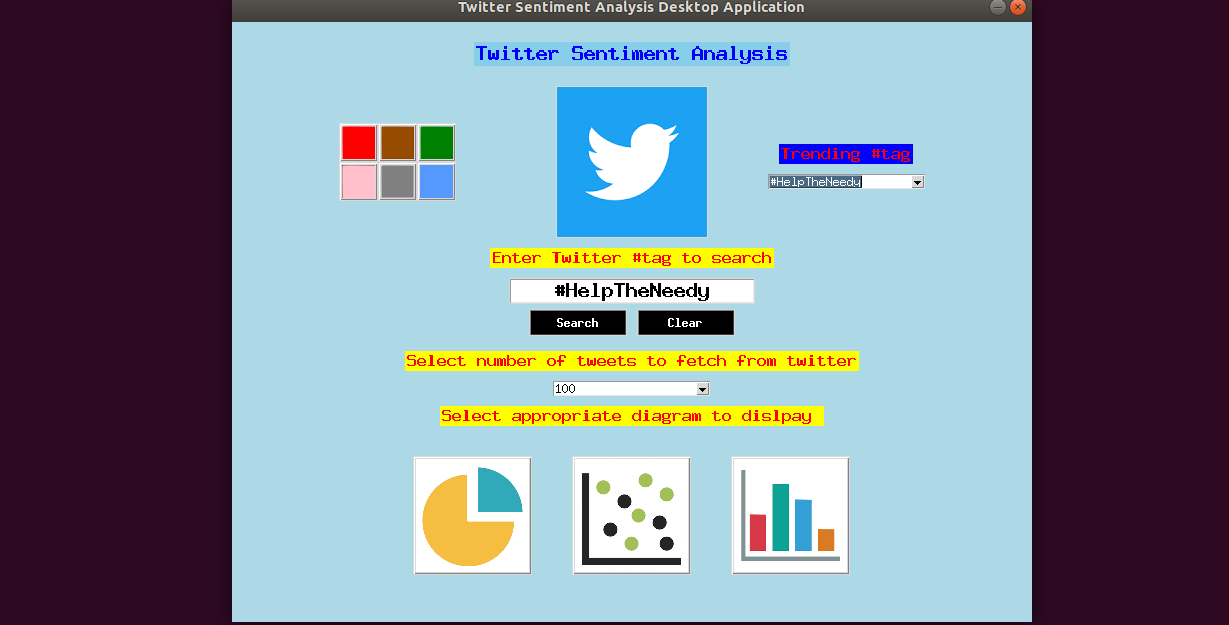 Twitter Sentiment Analysis Desktop Application
Twitter Sentiment Analysis
Trending #tag
#HelpTheNeedy
Enter Twitter #tag to search
#HelpTheNeedy
Search Clear
Select number of tweets to fetch from twitter
100
Select appropriate diagram to dislpay